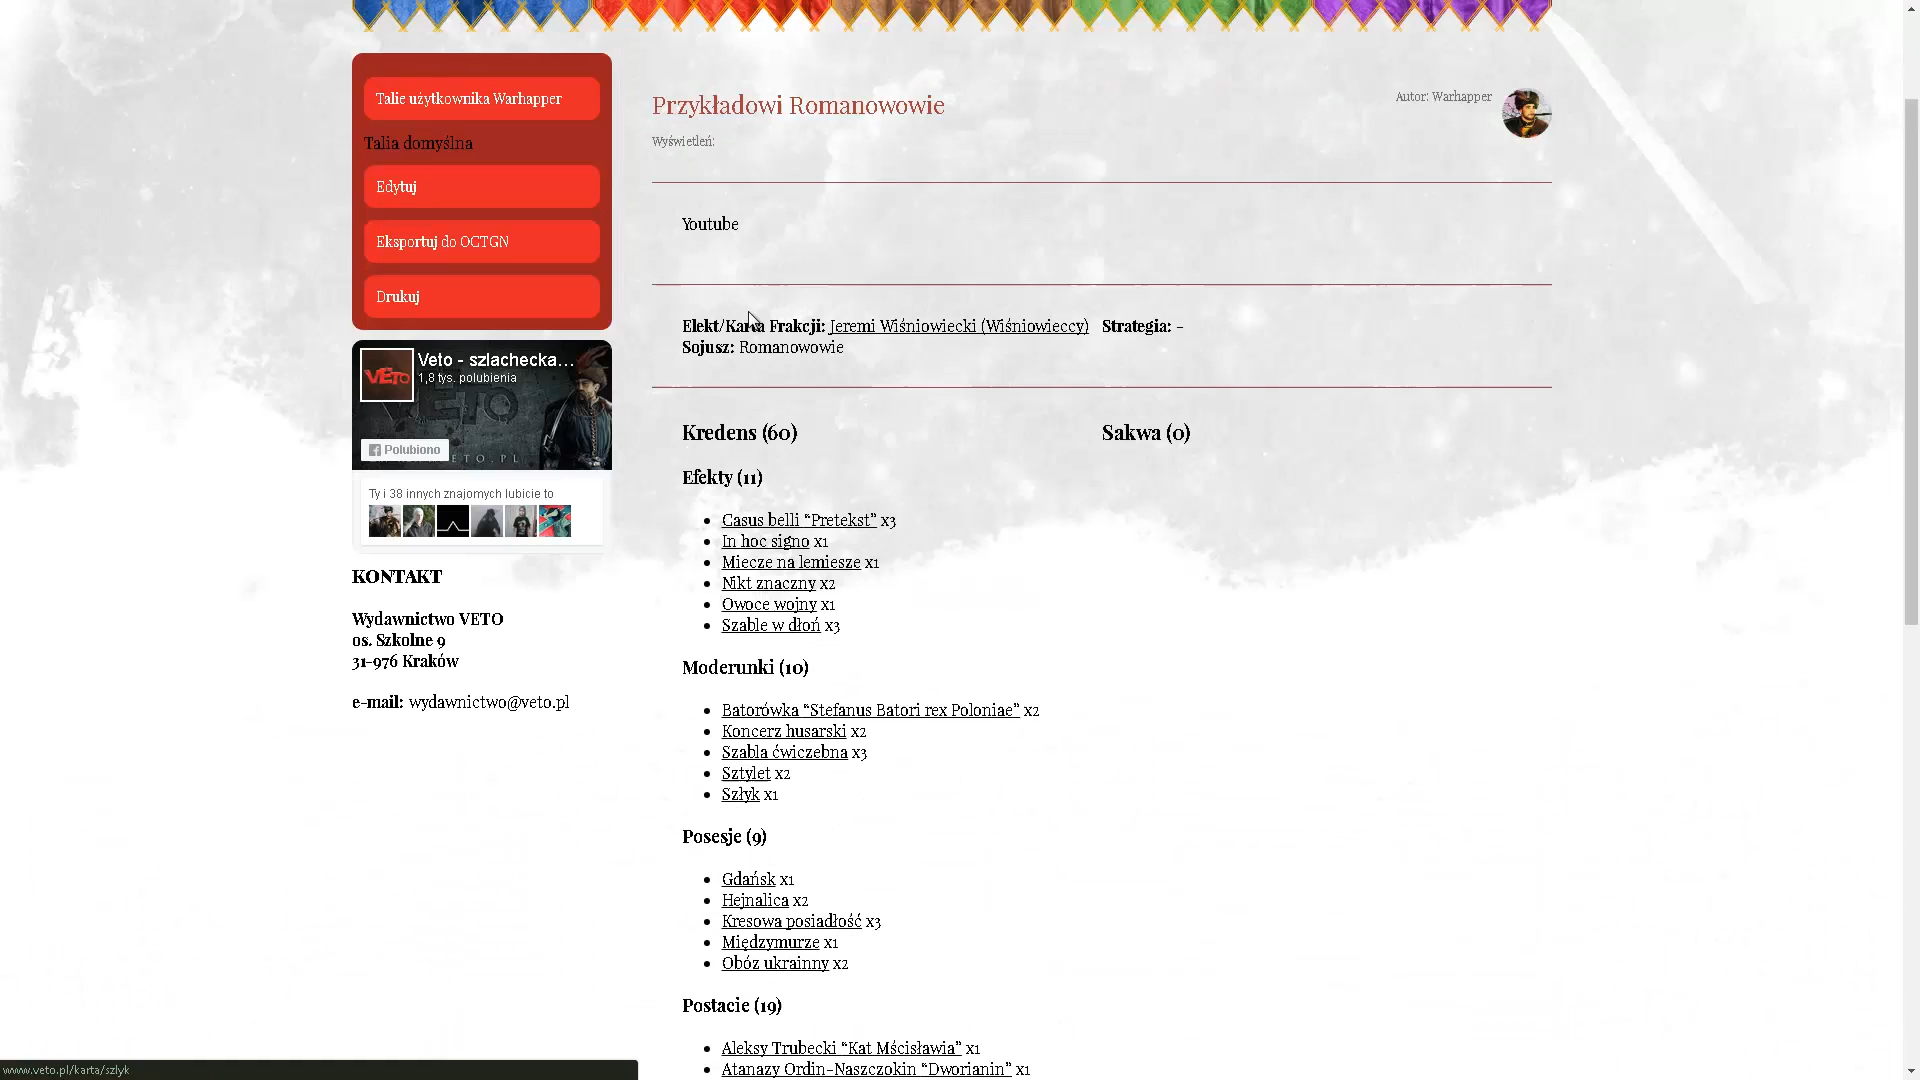 Talie użytkownika Warhapper
Talia domyślna
Edytuj
Eksportuj do OCTGN
Drukuj
Veto - szlachecka...
1,8 tys. polubienia
VETO
Polubiono
VETO.PL
Ty i 38 innych znajomych lubicie to
KONTAKT
Wydawnictwo VETO
os. Szkolne 9
31-976 Kraków
e-mail: wydawnictwo@veto.pl
Przykładowi Romanowowie
Autor: Warhapper
Wyświetleń:
Youtube
Elekt/Karta Frakcji: Jeremi Wiśniowiecki (Wiśniowieccy) Strategia: -
Sojusz: Romanowowie
Kredens (60)
Efekty (11)
Casus belli “Pretekst” x3
In hoc signo x1
Miecze na lemiesze x1
Nikt znaczny x2
Owoce wojny x1
Szable w dłoń x3
Moderunki (10)
Batorówka “Stefanus Batori rex Poloniae” x2
Koncerz husarski x2
Szabla ćwiczebna x3
Sztylet x2
Szłyk x1
Posesje (9)
Gdańsk x1
Hejnalica x2
Kresowa posiadłość x3
Międzymurze x1
Obóz ukrainny x2
Postacie (19)
Aleksy Trubecki “Kat Mścisławia” x1
Atanazy Ordin-Naszczokin “Dworianin” x1
Sakwa (0)
www.veto.pl/karta/szlyk